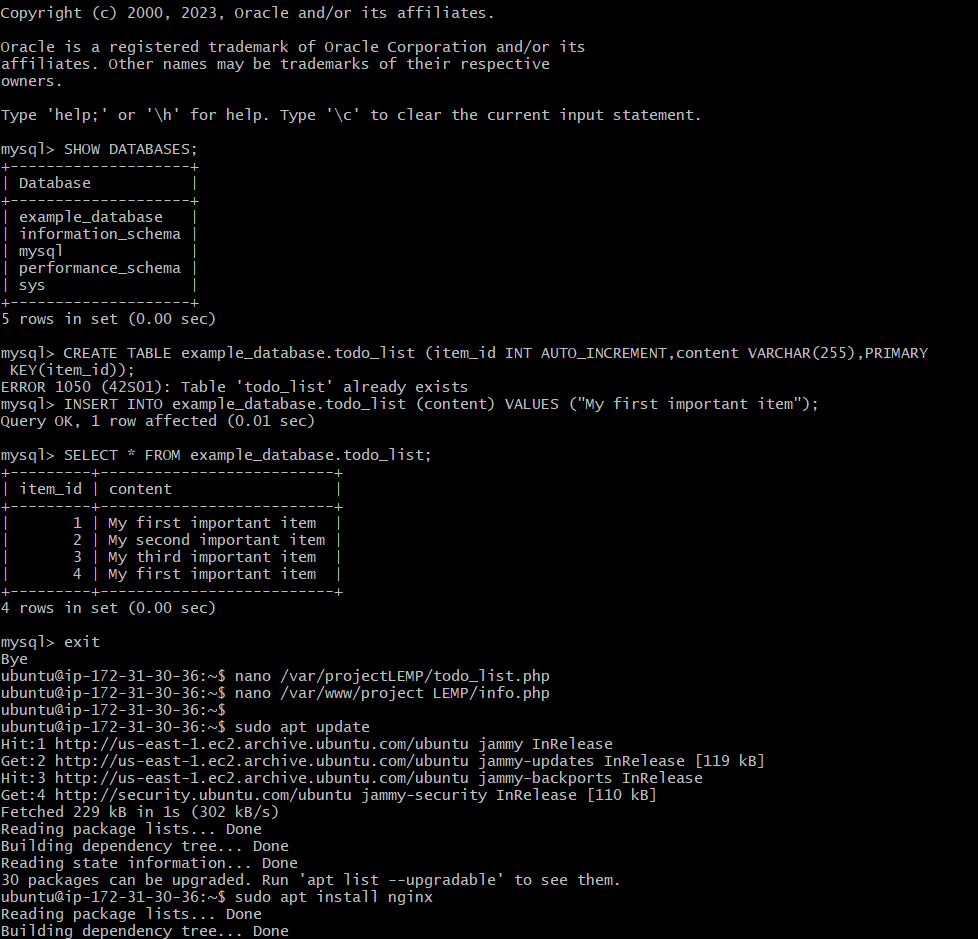 Copyright (c) 2000, 2023, Oracle and/or its affiliates.
Oracle is a registered trademark of Oracle Corporation and/or its
affiliates. Other names may be trademarks of their respective
owners.
Type 'help;' or '\h' for help. Type '\c' to clear the current input statement.
mysql> SHOW DATABASES;
+--------------------+
| Database           |
+--------------------+
| example_database   |
| information_schema |
| mysql              |
| performance_schema |
| sys                |
+--------------------+
5 rows in set (0.00 sec)
mysql> CREATE TABLE example_database.todo_list (item_id INT AUTO_INCREMENT,content VARCHAR(255),PRIMARY
 KEY(item_id));
ERROR 1050 (42S01): Table 'todo_list' already exists
mysql> INSERT INTO example_database.todo_list (content) VALUES ("My first important item");
Query OK, 1 row affected (0.01 sec)
mysql> SELECT * FROM example_database.todo_list;
+---------+--------------------------+
| item_id | content                  |
+---------+--------------------------+
|       1 | My first important item  |
|       2 | My second important item |
|       3 | My third important item  |
|       4 | My first important item  |
+---------+--------------------------+
4 rows in set (0.00 sec)
mysql> exit
Bye
ubuntu@ip-172-31-30-36:~$ nano /var/projectLEMP/todo_list.php
ubuntu@ip-172-31-30-36:~$ nano /var/www/project LEMP/info.php
ubuntu@ip-172-31-30-36:~$
ubuntu@ip-172-31-30-36:~$ sudo apt update
Hit:1 http://us-east-1.ec2.archive.ubuntu.com/ubuntu jammy InRelease
Get:2 http://us-east-1.ec2.archive.ubuntu.com/ubuntu jammy-updates InRelease [119 kB]
Hit:3 http://us-east-1.ec2.archive.ubuntu.com/ubuntu jammy-backports InRelease
Get:4 http://security.ubuntu.com/ubuntu jammy-security InRelease [110 kB]
Fetched 229 kB in 1s (302 kB/s)
Reading package lists... Done
Building dependency tree... Done
Reading state information... Done
30 packages can be upgraded. Run 'apt list --upgradable' to see them.
ubuntu@ip-172-31-30-36:~$ sudo apt install nginx
Reading package lists... Done
Building dependency tree... Done